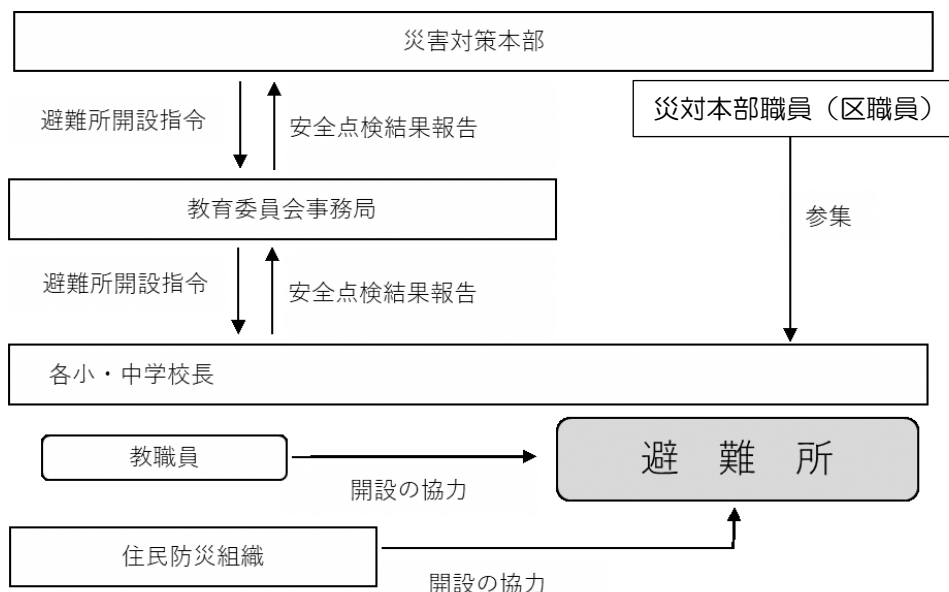 災害対策本部
災対本部職員（区職員）
避難所開設指令
安全点検結果報告
教育委員会事務局
参集
避難所開設指令
安全点検結果報告
各小・中学校長
教職員
開設の協力
避 難 所
住民防災組織
開設の協力